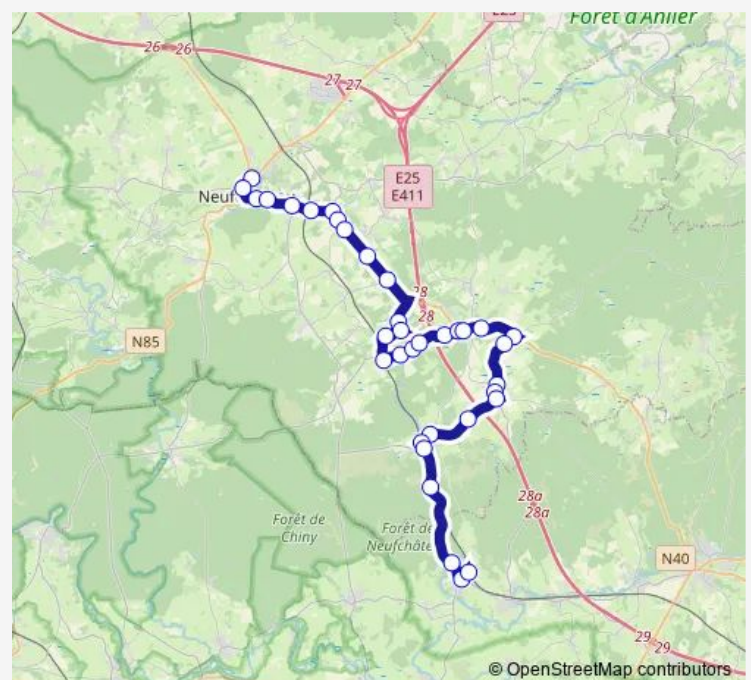 E25
Forêt d'Anlier
26 26
27 27
E25
E411
Neuf
28
28
N85
28a
28a
Forêt de
Chiny
Forêt de
Neufchâte
N40
29 29
© OpenStreetMap contributors